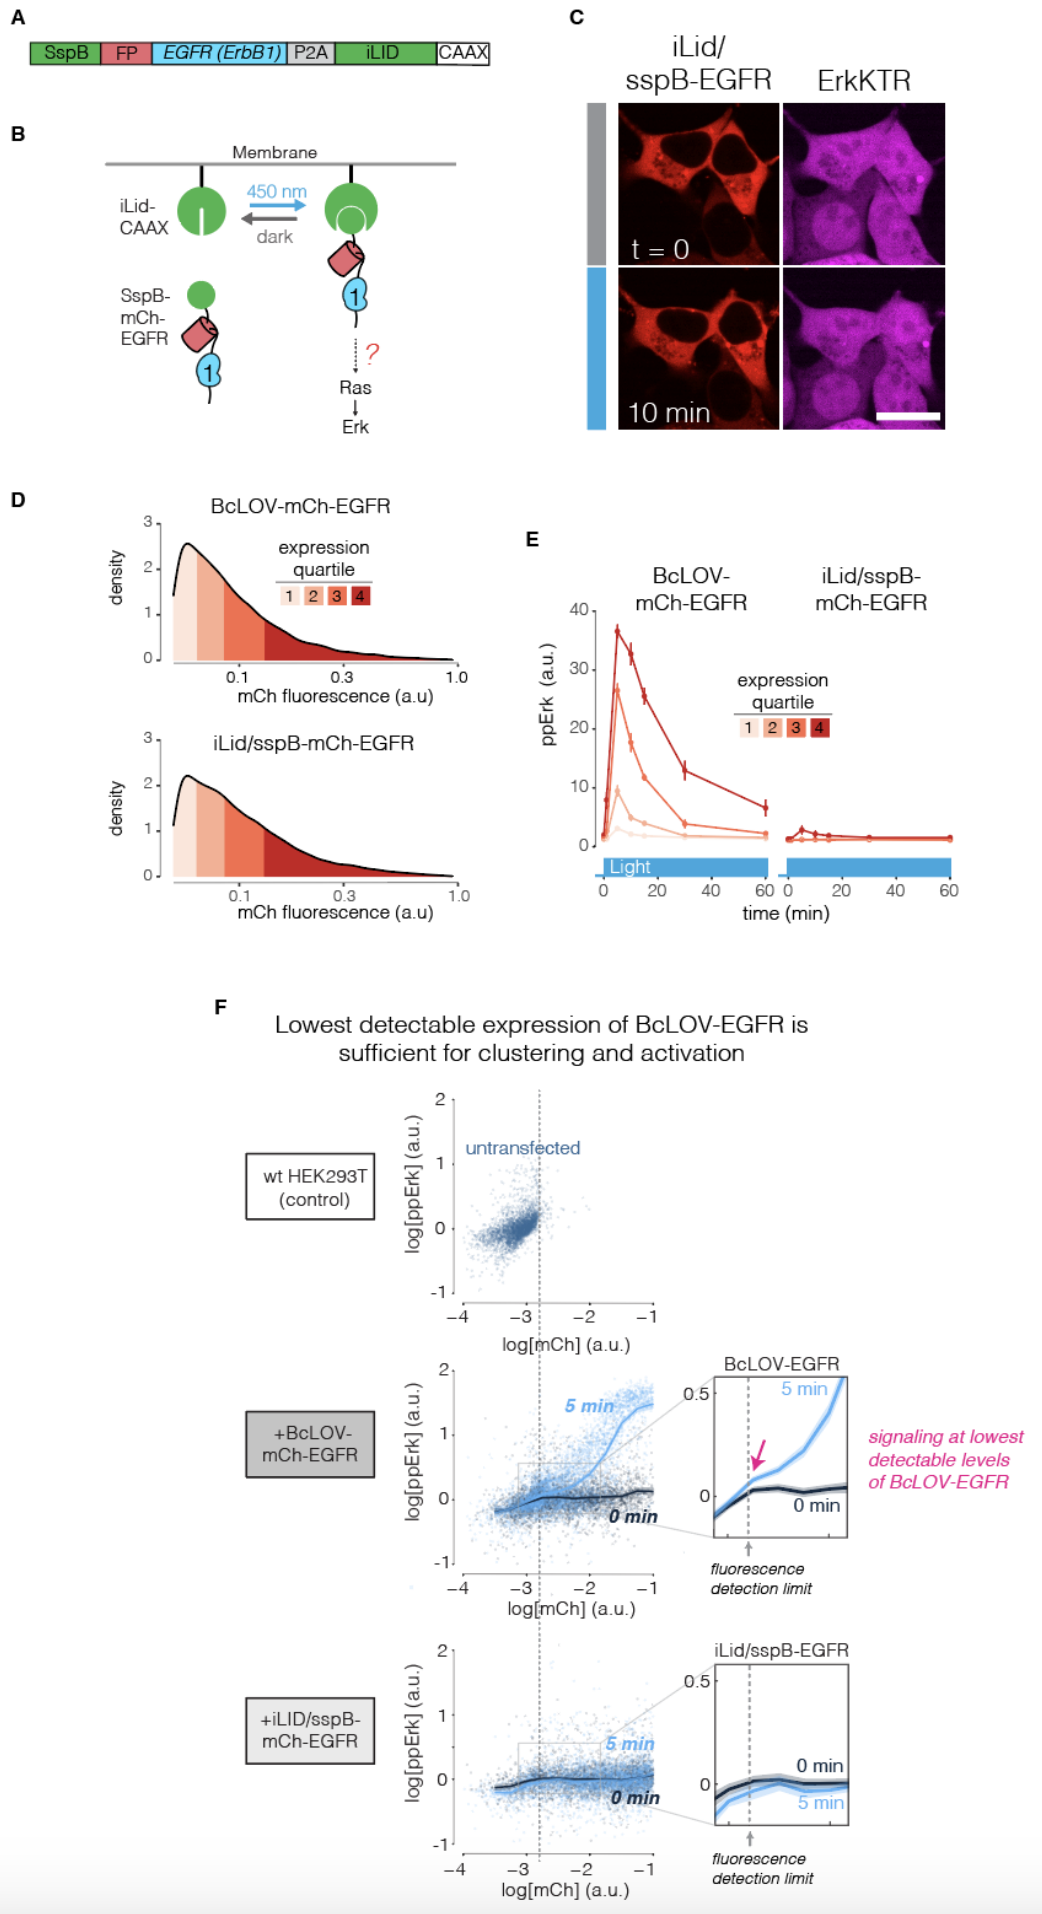 A
SspB FP EGFR (ErbB1) P2A iLID CAAX
B
Membrane
iLid-
CAAX
450 nm
dark
SspB-
mCh-
EGFR
1
1
?
Ras
Erk
C
iLid/
sspB-EGFR
ErkKTR
t = 0
10 min
D
BcLOV-mCh-EGFR
density
3
2
1
0
expression
quartile
1 2 3 4
0.1 0.3 1.0
mCh fluorescence (a.u)
iLid/sspB-mCh-EGFR
density
3
2
1
0
0.1 0.3 1.0
mCh fluorescence (a.u)
E
BcLOV-
mCh-EGFR
iLid/sspB-
mCh-EGFR
ppErk (a.u.)
40
30
20
10
0
expression
quartile
1 2 3 4
Light
0 20 40 60 0 20 40 60
time (min)
F
Lowest detectable expression of BcLOV-EGFR is
sufficient for clustering and activation
wt HEK293T
(control)
log[ppErk] (a.u.)
2
1
0
-1
untransfected
−4 −3 −2 −1
log[mCh] (a.u.)
+BcLOV-
mCh-EGFR
log[ppErk] (a.u.)
2
1
0
-1
5 min
0 min
−4 −3 −2 −1
log[mCh] (a.u.)
BcLOV-EGFR
0.5
0
5 min
0 min
fluorescence
detection limit
signaling at lowest
detectable levels
of BcLOV-EGFR
+iLID/sspB-
mCh-EGFR
log[ppErk] (a.u.)
2
1
0
-1
5 min
0 min
−4 −3 −2 −1
log[mCh] (a.u.)
iLid/sspB-EGFR
0.5
0
0 min
5 min
fluorescence
detection limit